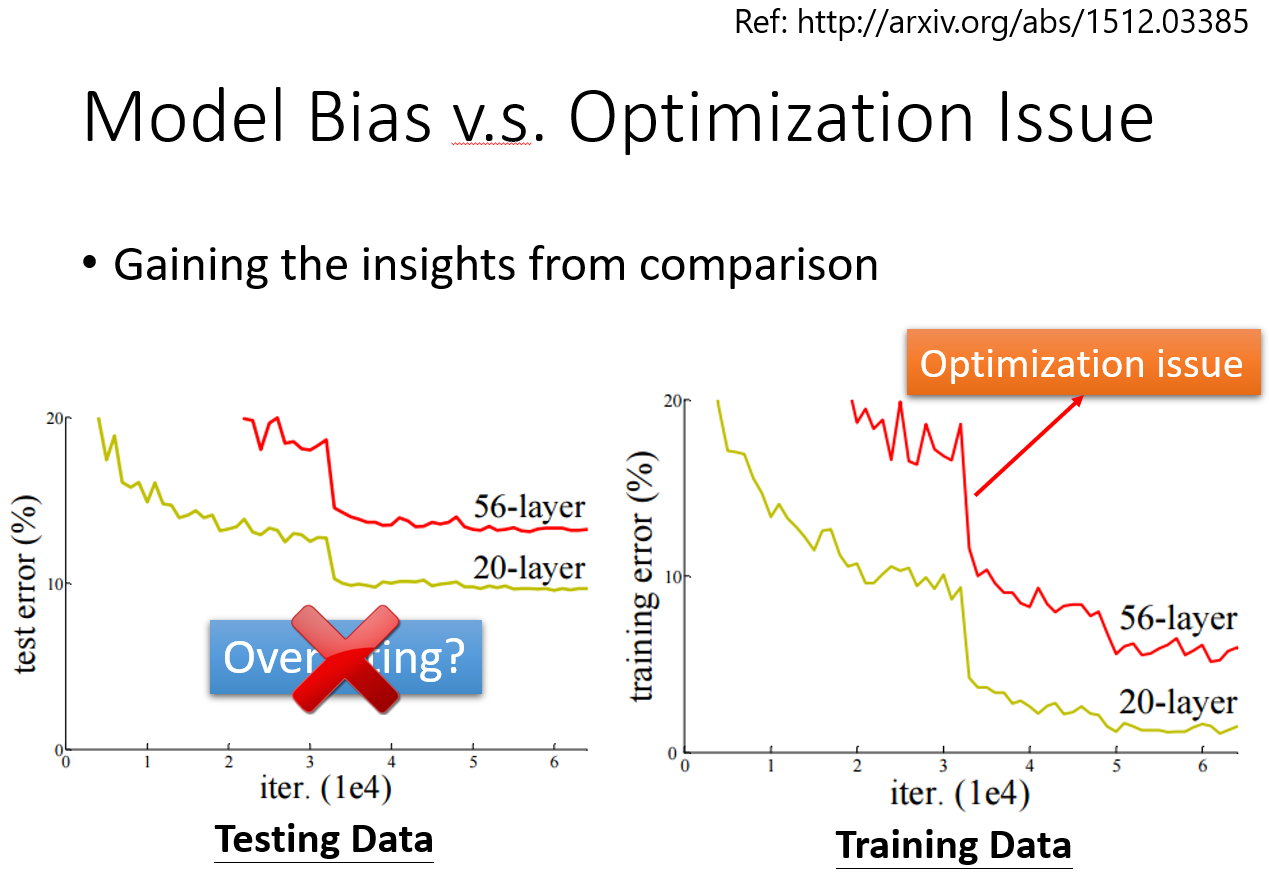 Ref: http://arxiv.org/abs/1512.03385
Model Bias v.s. Optimization Issue
• Gaining the insights from comparison
20
10
0
test error (%)
56-layer
20-layer
0 1 2 3 4 5 6
iter. (1e4)
Testing Data
Optimization issue
20
10
0
training error (%)
56-layer
20-layer
0 1 2 3 4 5 6
iter. (1e4)
Training Data